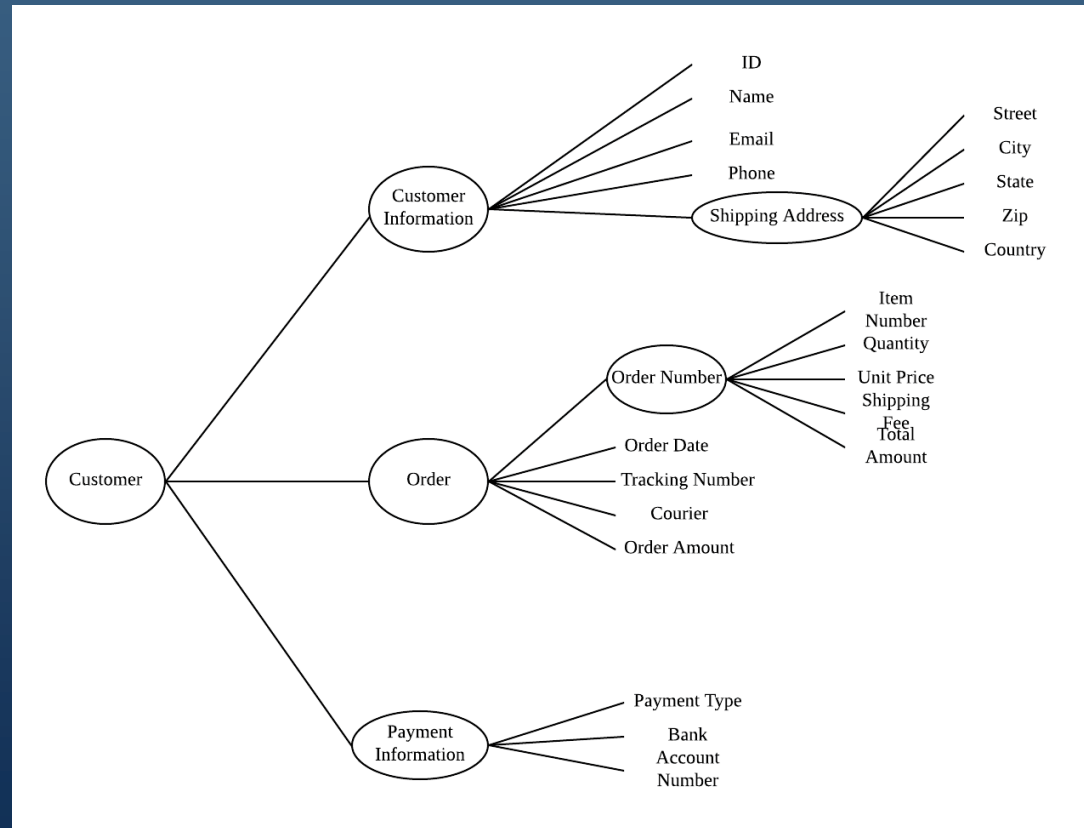 ID
Name
Email
Phone
Customer
Information
Shipping Address
Street
City
State
Zip
Country
Item
Number
Quantity
Unit Price
Shipping
Fee
Total
Amount
Order Number
Customer
Order
Order Date
Tracking Number
Courier
Order Amount
Payment
Information
Payment Type
Bank
Account
Number